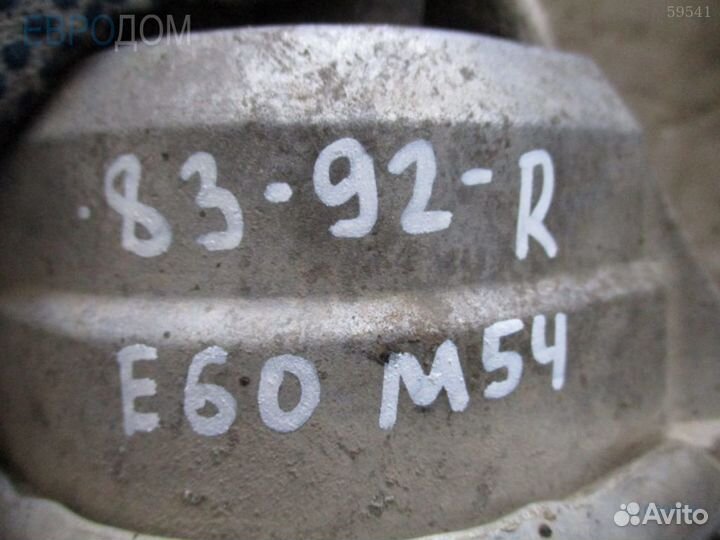 ЕВРОДОМ
59541
83-92-R
E60 M54
Avito